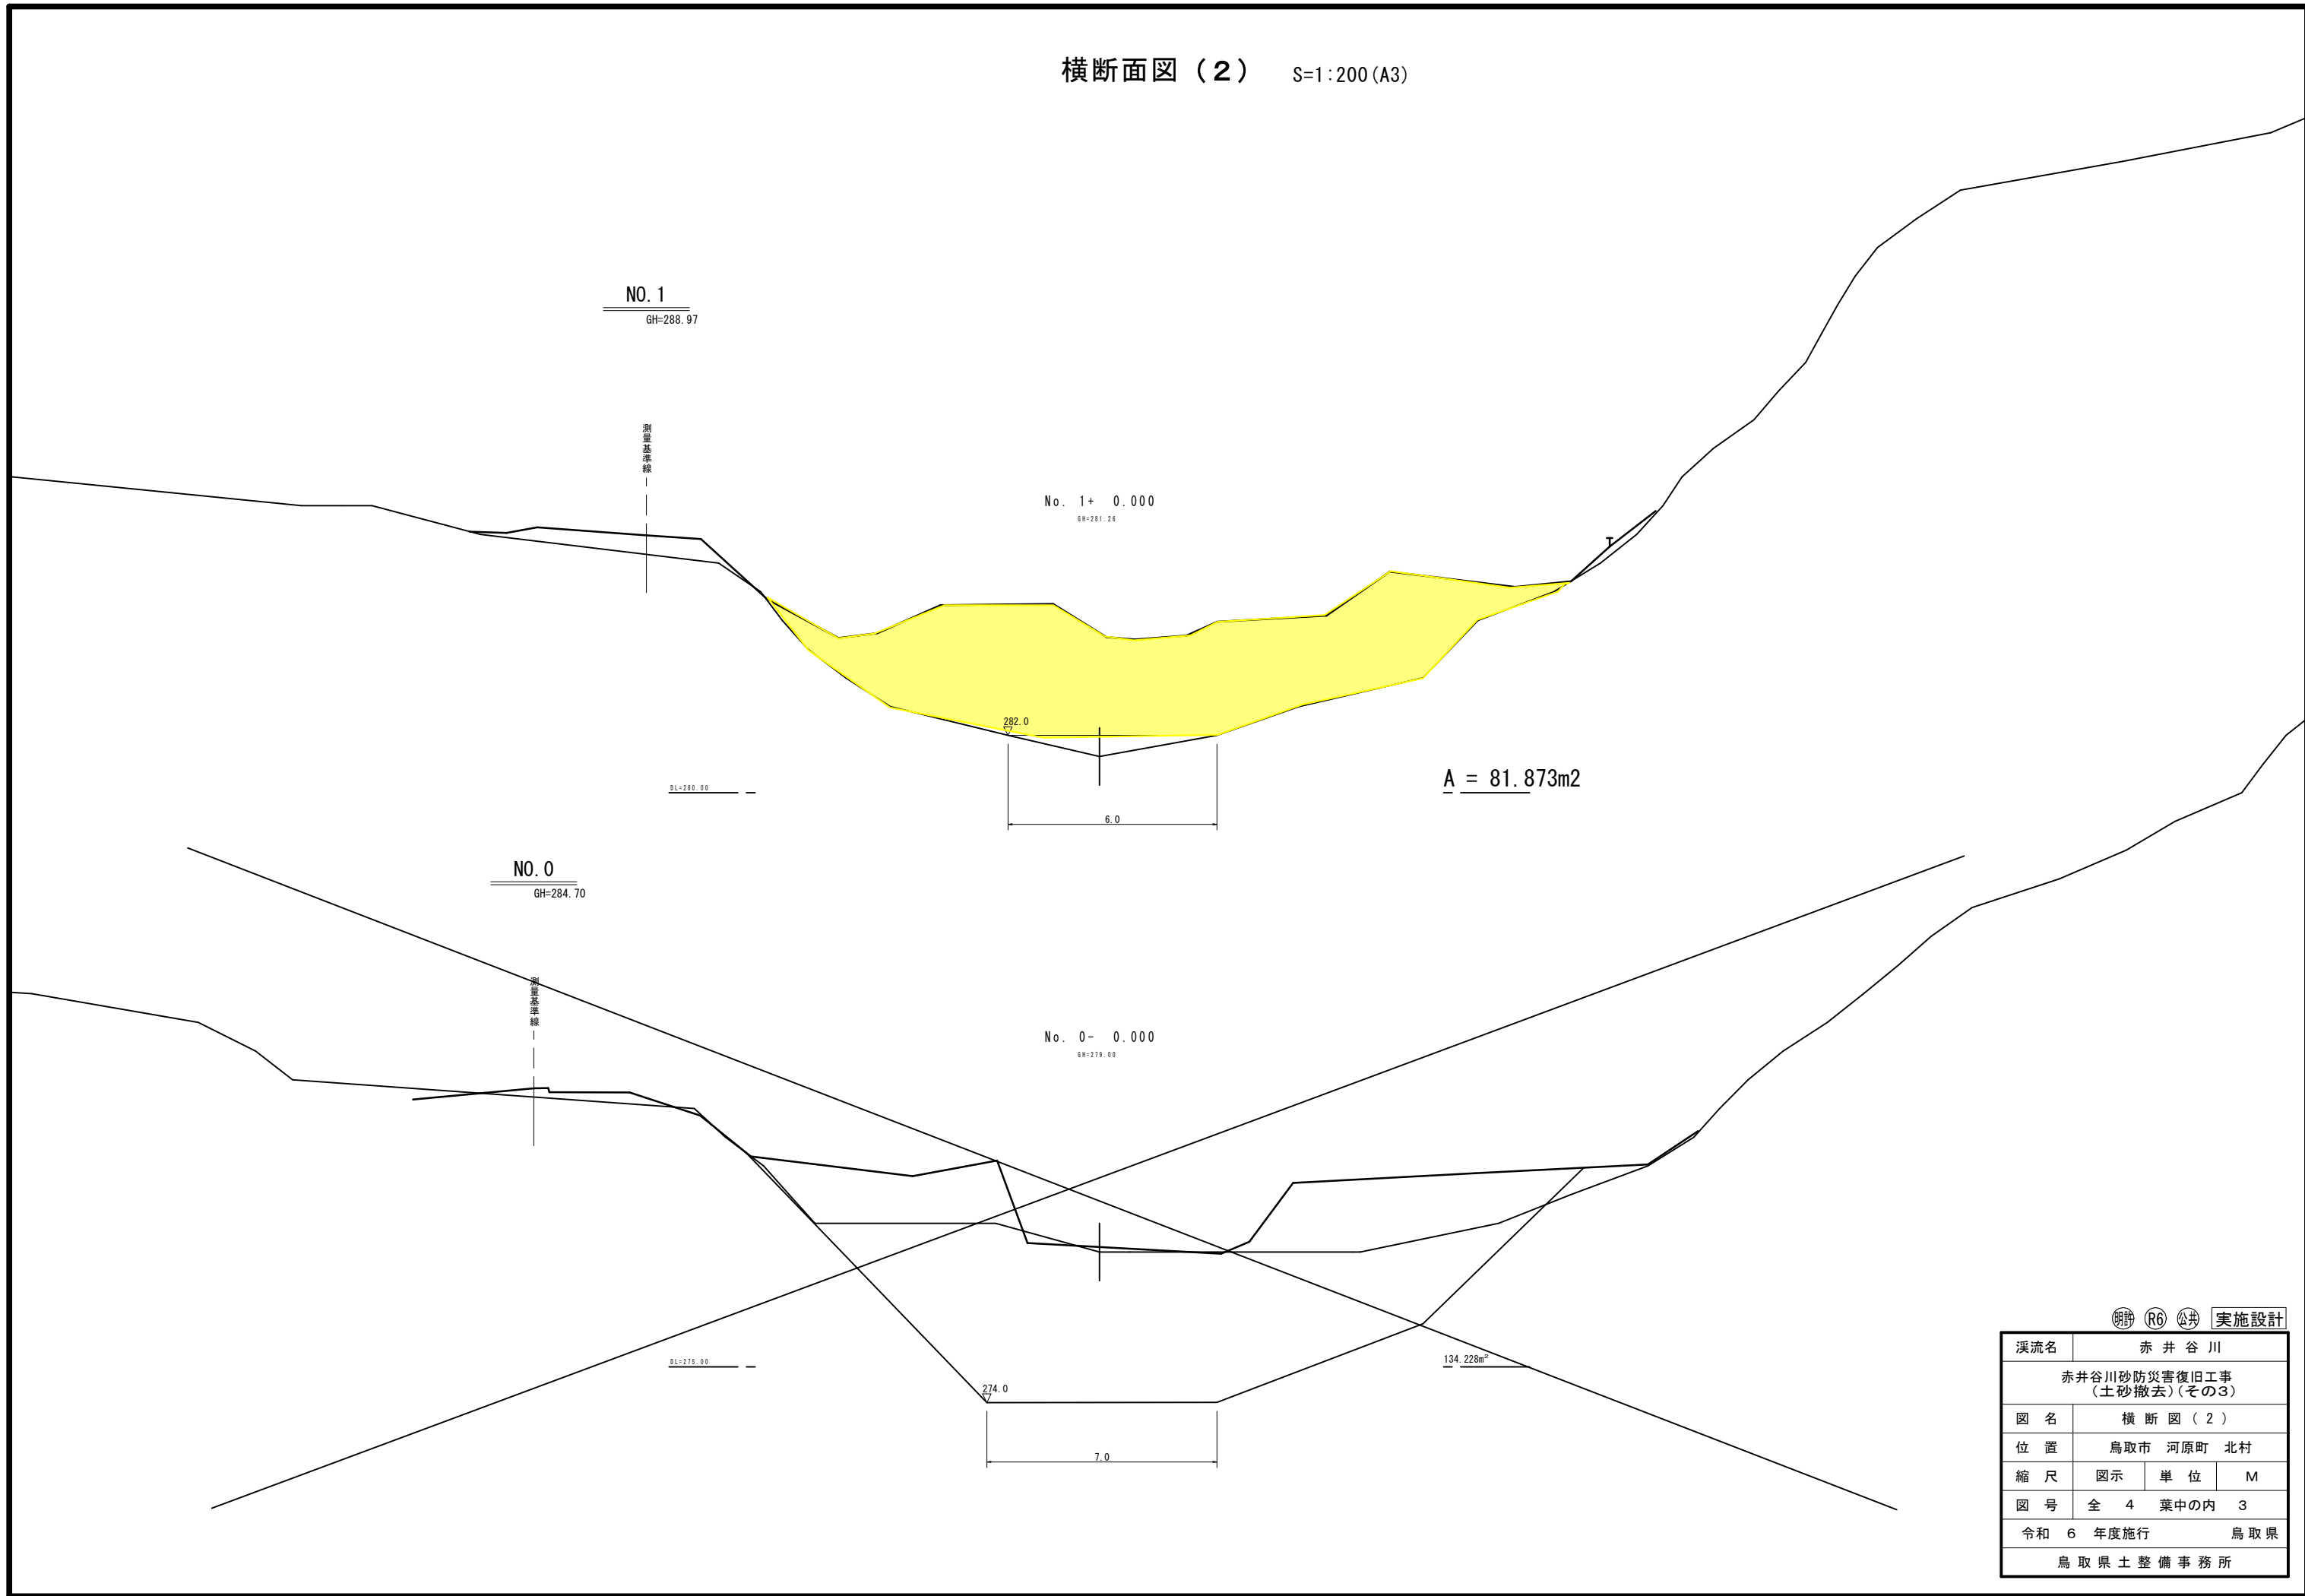 横断面図（２） S=1:200(A3)
NO.1
GH=288.97
測量基準線
No. 1+ 0.000
GH=281.26
282.0
DL=280.00
A = 81.873m2
6.0
NO.0
GH=284.70
測量基準線
No. 0- 0.000
GH=279.00
DL=275.00
134.228m²
274.0
7.0
明許 R6 公共 実施設計
渓流名 赤井谷川
赤井谷川砂防災害復旧工事
（土砂撤去）（その３）
図名 横断図（２）
位置 鳥取市 河原町 北村
縮尺 図示 単位 M
図号 全 4 葉中の内 3
令和 6 年度施行 鳥取県
鳥取県土整備事務所